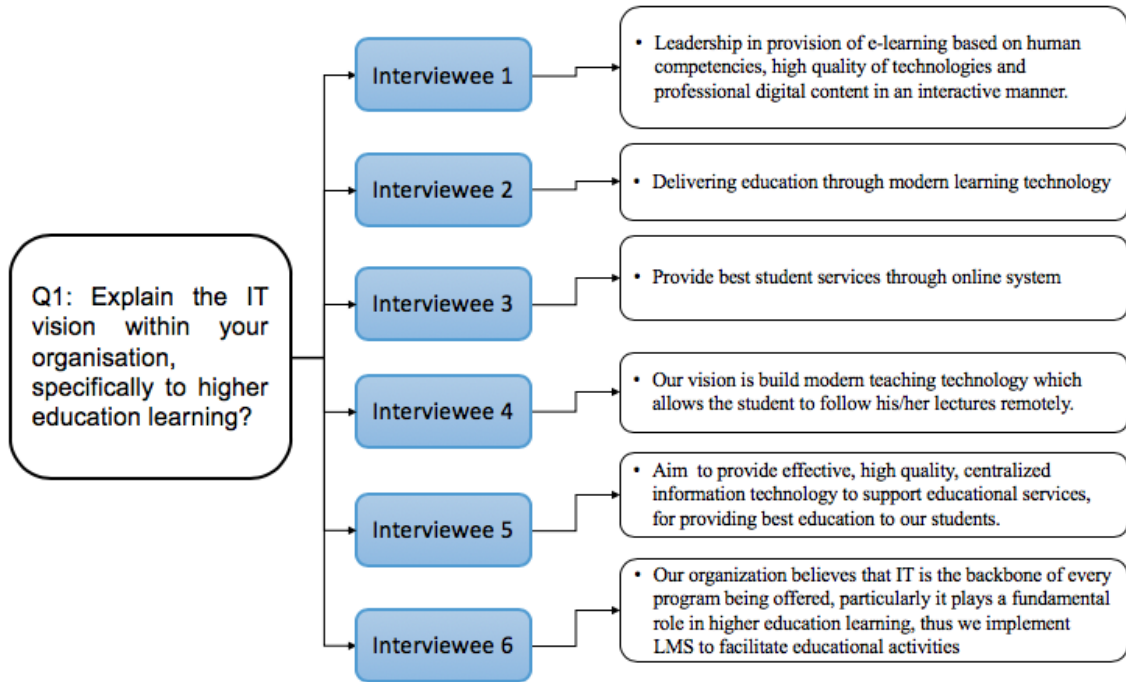 Q1: Explain the IT
vision within your
organisation,
specifically to higher
education learning?
Interviewee 1
• Leadership in provision of e-learning based on human
competencies, high quality of technologies and
professional digital content in an interactive manner.
Interviewee 2
• Delivering education through modern learning technology
Interviewee 3
• Provide best student services through online system
Interviewee 4
• Our vision is build modern teaching technology which
allows the student to follow his/her lectures remotely.
Interviewee 5
• Aim to provide effective, high quality, centralized
information technology to support educational services,
for providing best education to our students.
Interviewee 6
• Our organization believes that IT is the backbone of every
program being offered, particularly it plays a fundamental
role in higher education learning, thus we implement
LMS to facilitate educational activities